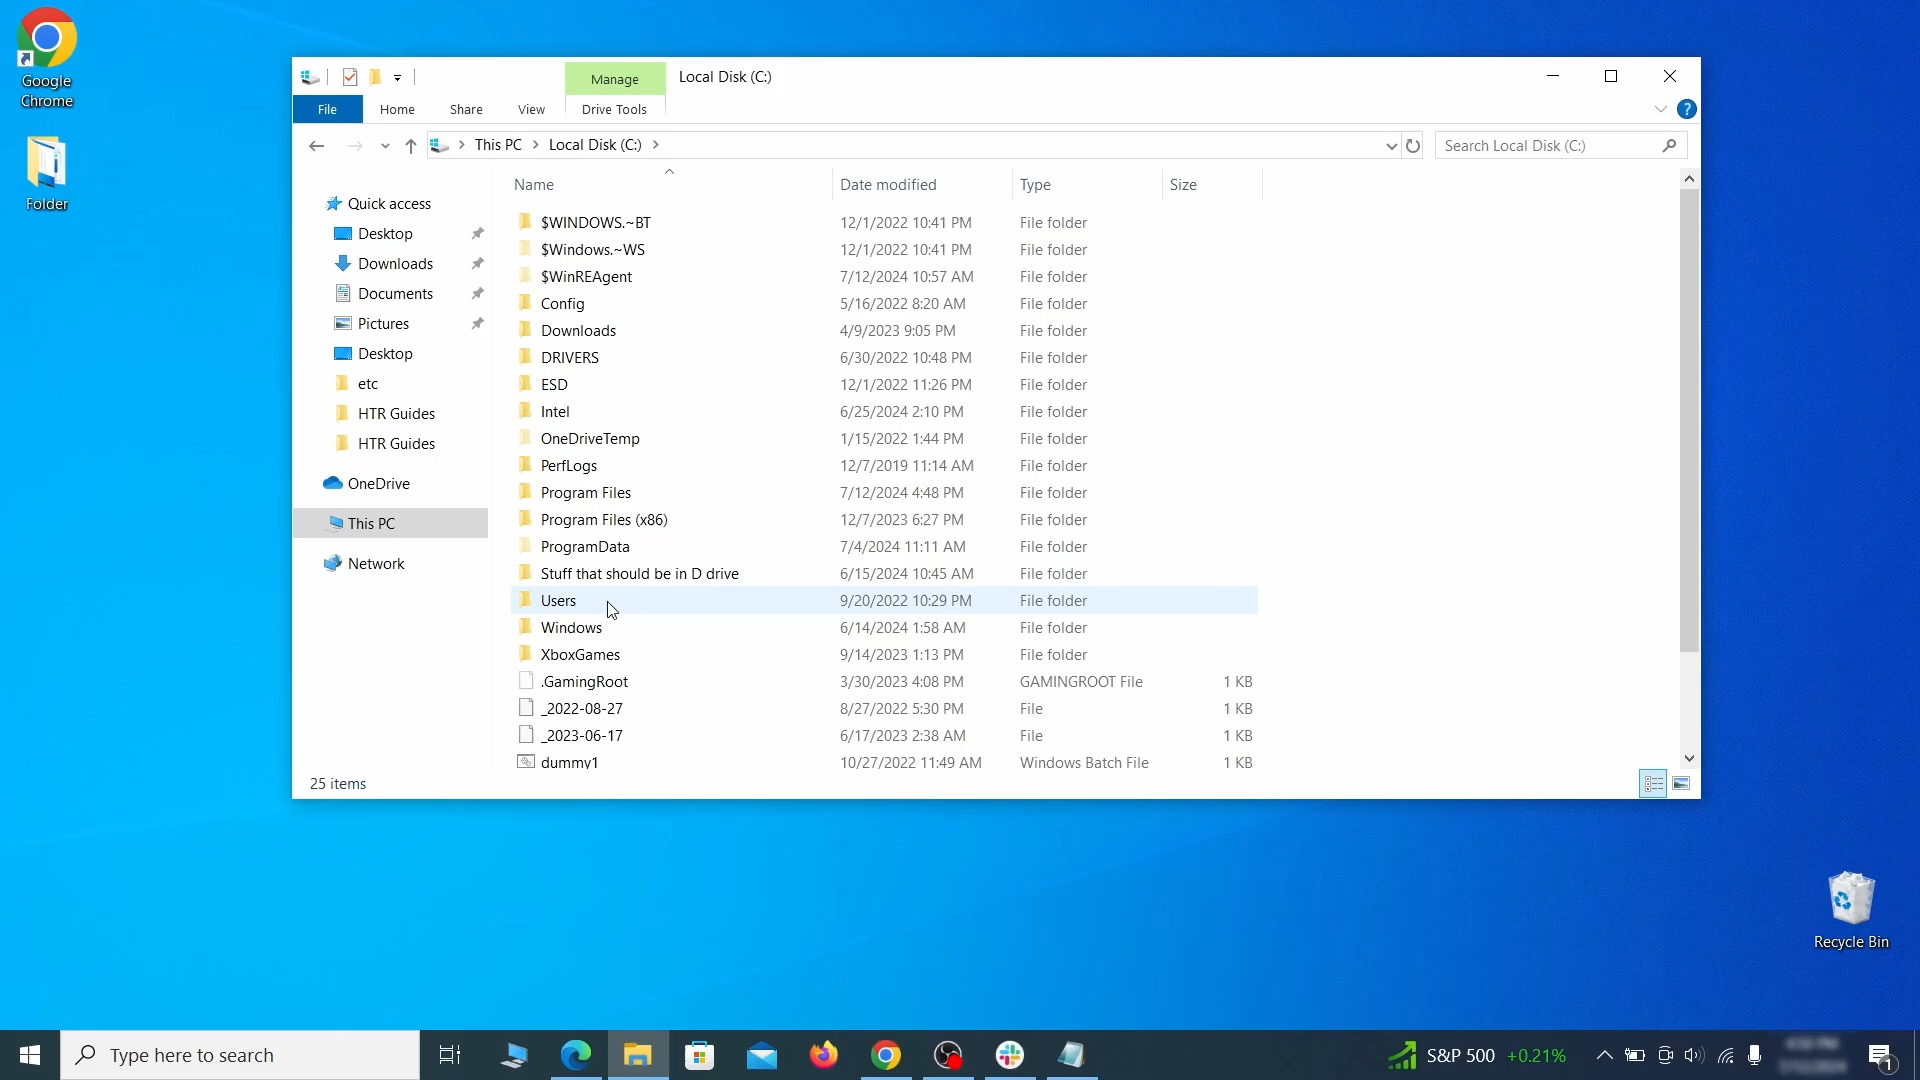 Google
Chrome
Folder
Manage
Local Disk (C:)
File
Home
Share
View
Drive Tools
?
This PC > Local Disk (C:) >
Search Local Disk (C:)
Quick access
Desktop
Downloads
Documents
Pictures
Desktop
etc
HTR Guides
HTR Guides
OneDrive
This PC
Network
Name Date modified Type Size
$WINDOWS.~BT 12/1/2022 10:41 PM File folder
$Windows.~WS 12/1/2022 10:41 PM File folder
$WinREAgent 7/12/2024 10:57 AM File folder
Config 5/16/2022 8:20 AM File folder
Downloads 4/9/2023 9:05 PM File folder
DRIVERS 6/30/2022 10:48 PM File folder
ESD 12/1/2022 11:26 PM File folder
Intel 6/25/2024 2:10 PM File folder
OneDriveTemp 1/15/2022 1:44 PM File folder
PerfLogs 12/7/2019 11:14 AM File folder
Program Files 7/12/2024 4:48 PM File folder
Program Files (x86) 12/7/2023 6:27 PM File folder
ProgramData 7/4/2024 11:11 AM File folder
Stuff that should be in D drive 6/15/2024 10:45 AM File folder
Users 9/20/2022 10:29 PM File folder
Windows 6/14/2024 1:58 AM File folder
XboxGames 9/14/2023 1:13 PM File folder
.GamingRoot 3/30/2023 4:08 PM GAMINGROOT File 1 KB
_2022-08-27 8/27/2022 5:30 PM File 1 KB
_2023-06-17 6/17/2023 2:38 AM File 1 KB
dummy1 10/27/2022 11:49 AM Windows Batch File 1 KB
25 items
Recycle Bin
Type here to search
S&P 500 +0.21%
1